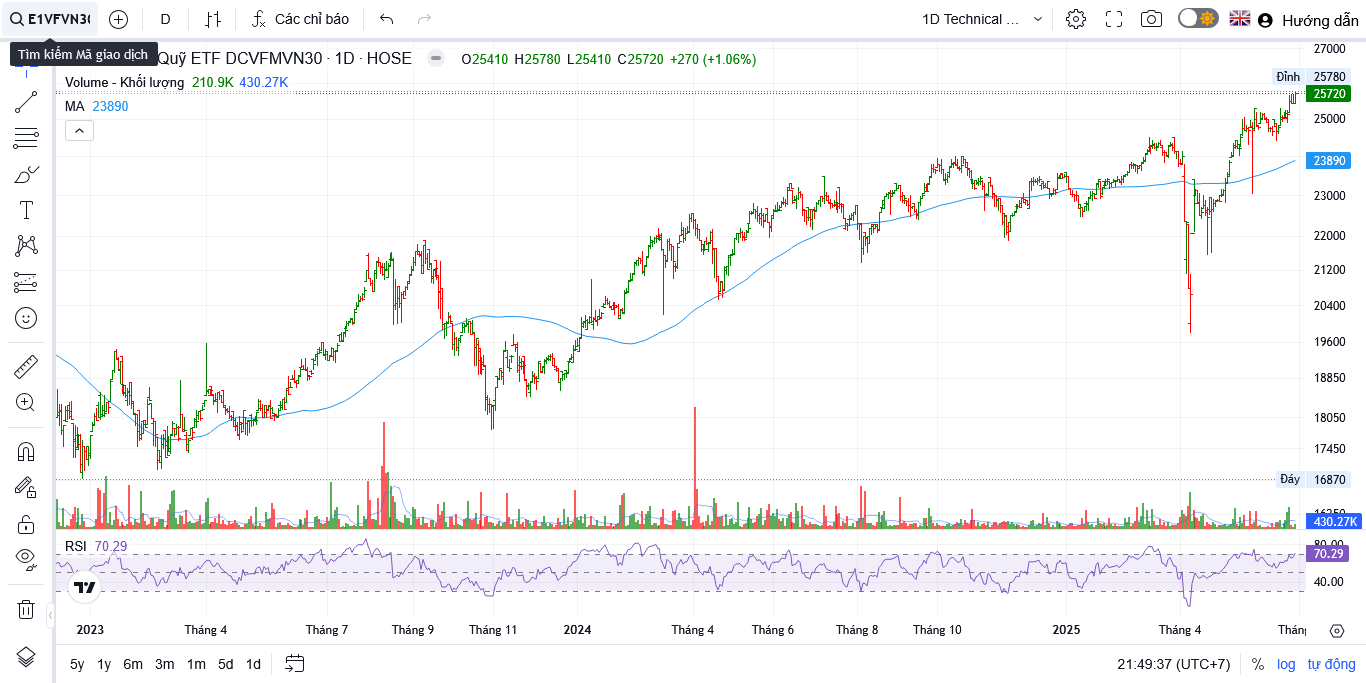 E1VFVN30
D
Các chỉ báo
1D Technical ...
Hướng dẫn
Tìm kiếm Mã giao dịch
Quỹ ETF DCVFMVN30 · 1D · HOSE
O25410 H25780 L25410 C25720 +270 (+1.06%)
Volume - Khối lượng 210.9K 430.27K
MA 23890
27000
Đỉnh 25780
25720
25000
23890
23000
22000
21200
20400
19600
18850
18050
17450
Đáy 16870
430.27K
RSI 70.29
80.00
70.29
40.00
2023 Tháng 4 Tháng 7 Tháng 9 Tháng 11 2024 Tháng 4 Tháng 6 Tháng 8 Tháng 10 2025 Tháng 4
5y 1y 6m 3m 1m 5d 1d
21:49:37 (UTC+7)
% log tự động